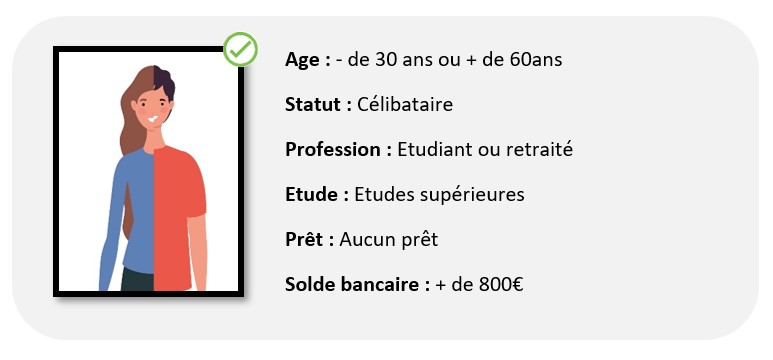 Age : - de 30 ans ou + de 60ans
Statut : Célibataire
Profession : Etudiant ou retraité
Etude : Etudes supérieures
Prêt : Aucun prêt
Solde bancaire : + de 800€